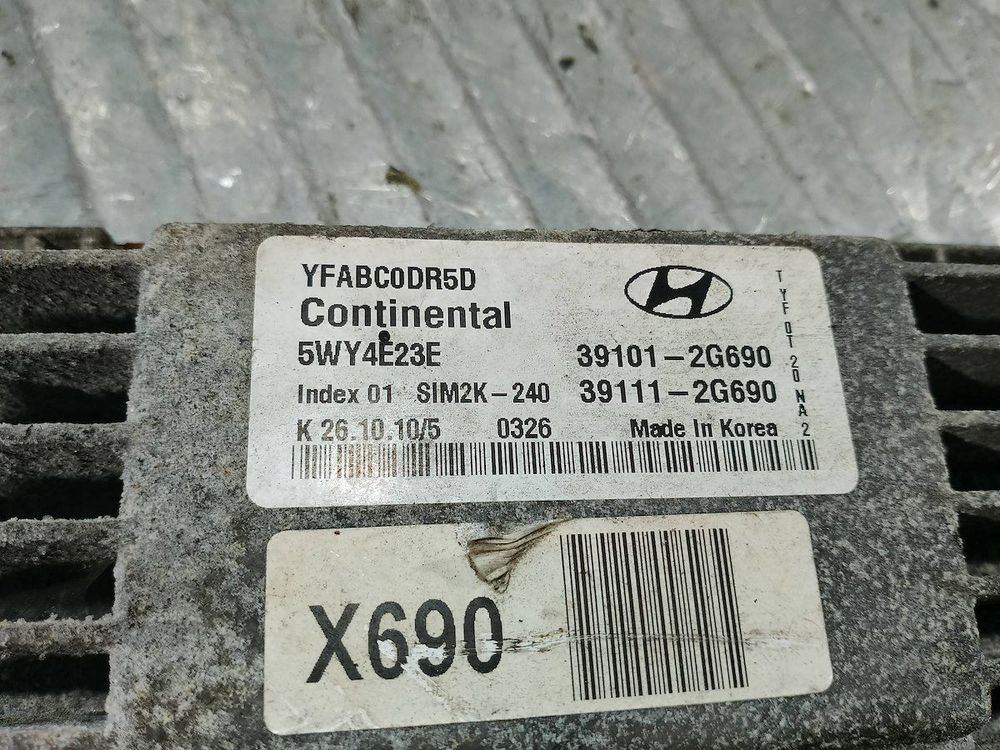 YFABC0DR5D
Continental
5WY4E23E 39101-2G690
Index 01 SIM2K-240 39111-2G690
K 26.10.10/5 0326 Made In Korea
TYF 0T 20 NA 2
X690